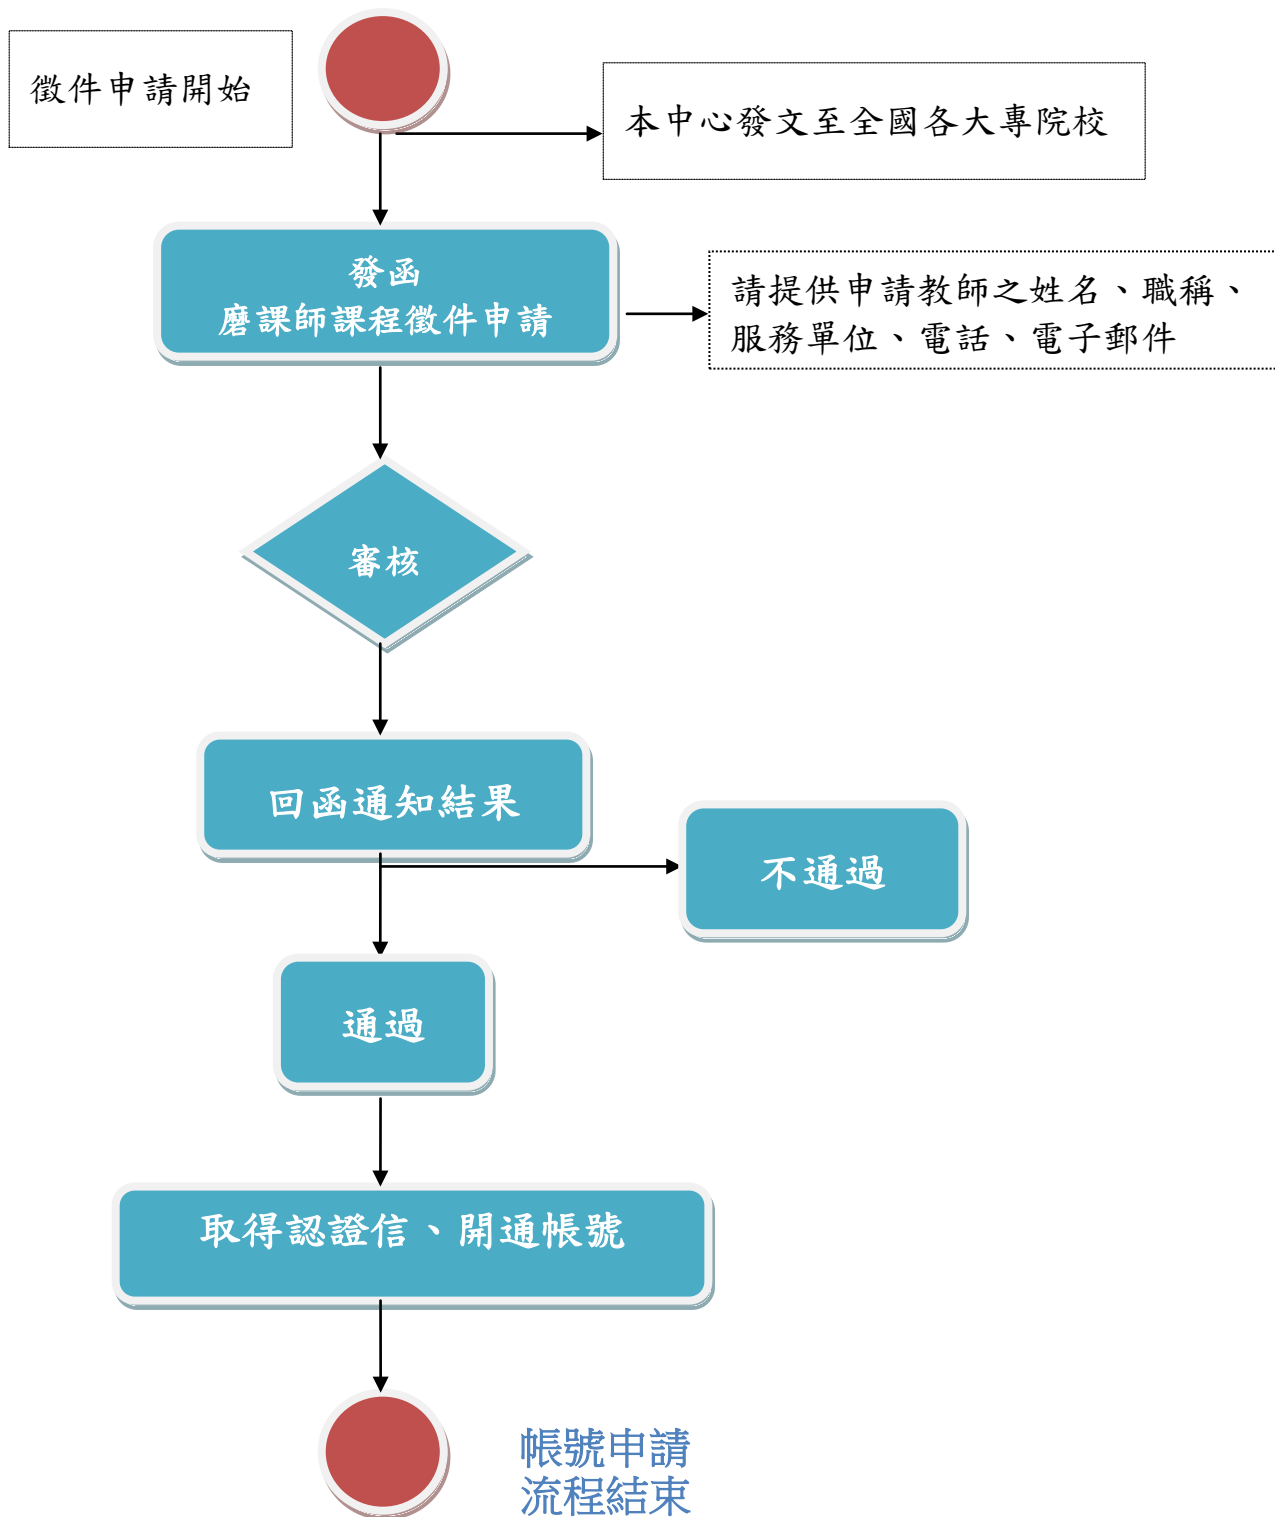 徵件申請開始
本中心發文至全國各大專院校
發函
磨課師課程徵件申請
請提供申請教師之姓名、職稱、
服務單位、電話、電子郵件
審核
回函通知結果
不通過
通過
取得認證信、開通帳號
帳號申請
流程結束